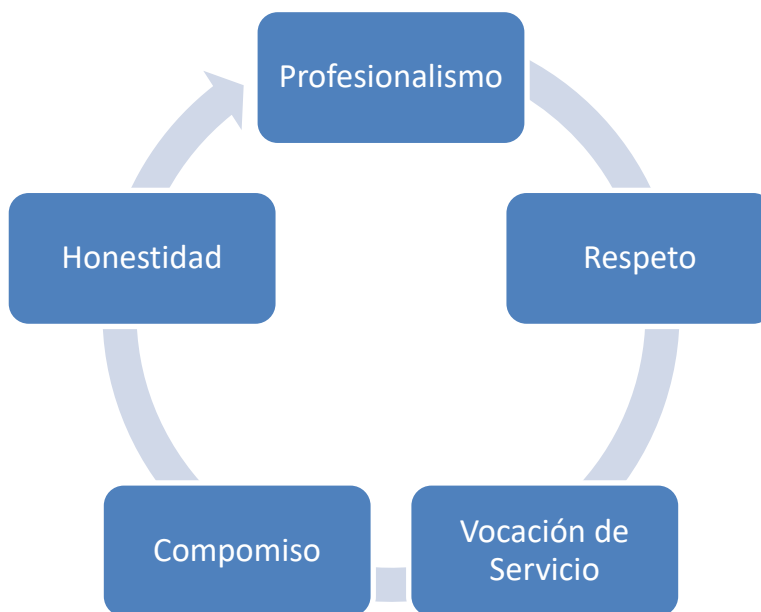 Profesionalismo
Respeto
Vocación de
Servicio
Compomiso
Honestidad